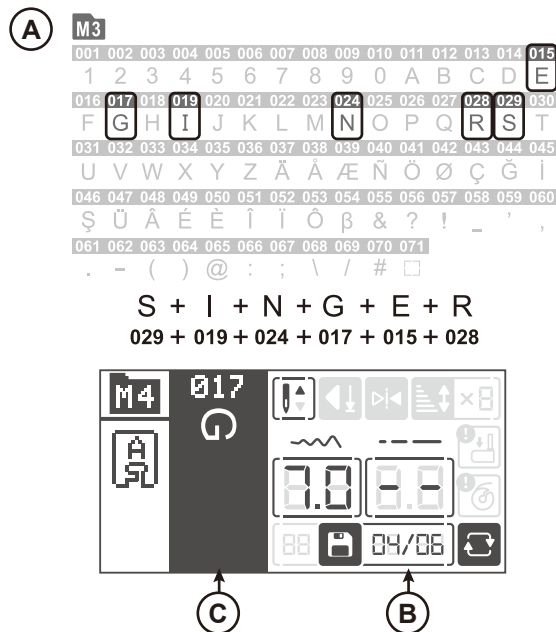 A
M3
001 002 003 004 005 006 007 008 009 010 011 012 013 014 015
1 2 3 4 5 6 7 8 9 0 A B C D E
016 017 018 019 020 021 022 023 024 025 026 027 028 029 030
F G H I J K L M N O P Q R S T
031 032 033 034 035 036 037 038 039 040 041 042 043 044 045
U V W X Y Z Ä Å Æ Ñ Ö Ø Ç Ğ İ
046 047 048 049 050 051 052 053 054 055 056 057 058 059 060
Ş Ü Â É È Î Ï Ô β & ? ! _ ’ ,
061 062 063 064 065 066 067 068 069 070 071
. - ( ) @ : ; \ / #
S + I + N + G + E + R
029 + 019 + 024 + 017 + 015 + 028
M4 017 ×8
G
A
7.0 - -
88 04/06
C B